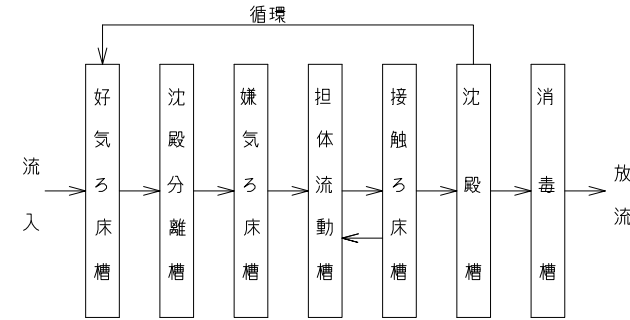 循環
流入
好気ろ床槽
沈殿分離槽
嫌気ろ床槽
担体流動槽
接触ろ床槽
沈殿槽
消毒槽
放流